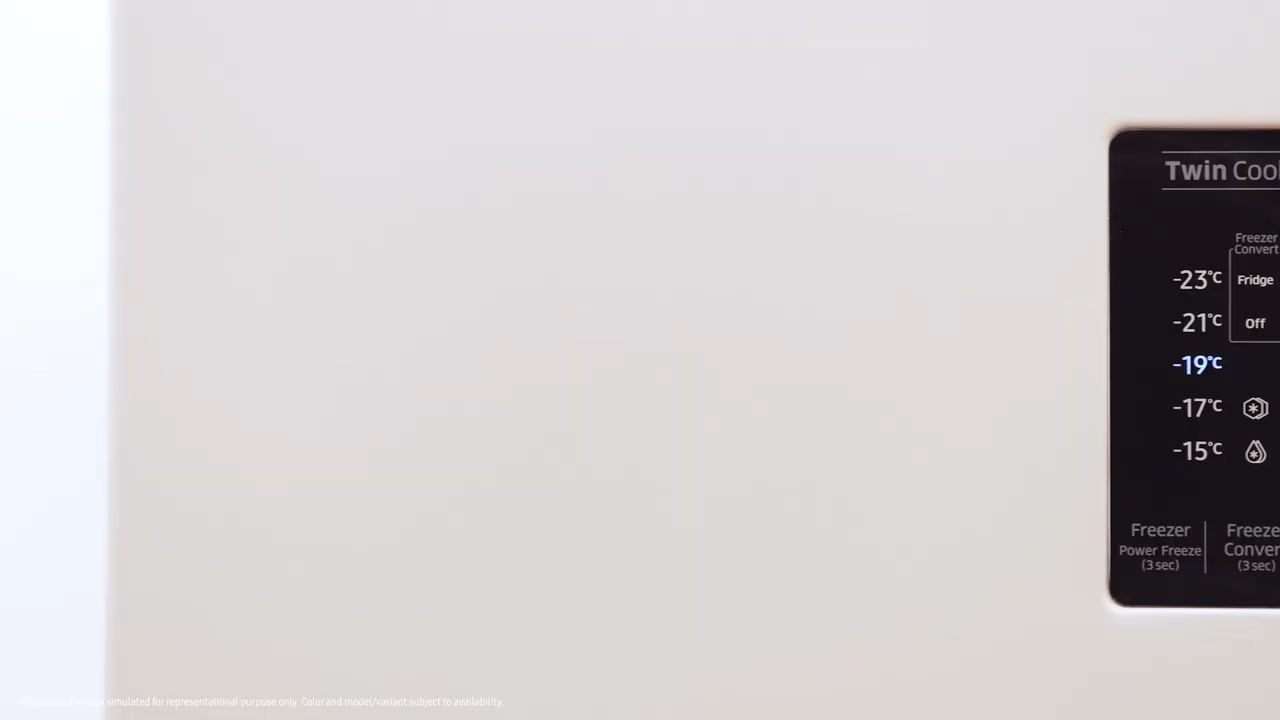 Twin Cool
Freezer
Convert
-23°C Fridge
-21°C Off
-19°C
-17°C
-15°C
Freezer
Power Freeze
(3 sec)
Freeze
Conver
(3 sec)
simulated for representational purpose only. Color and model/variant subject to availability.